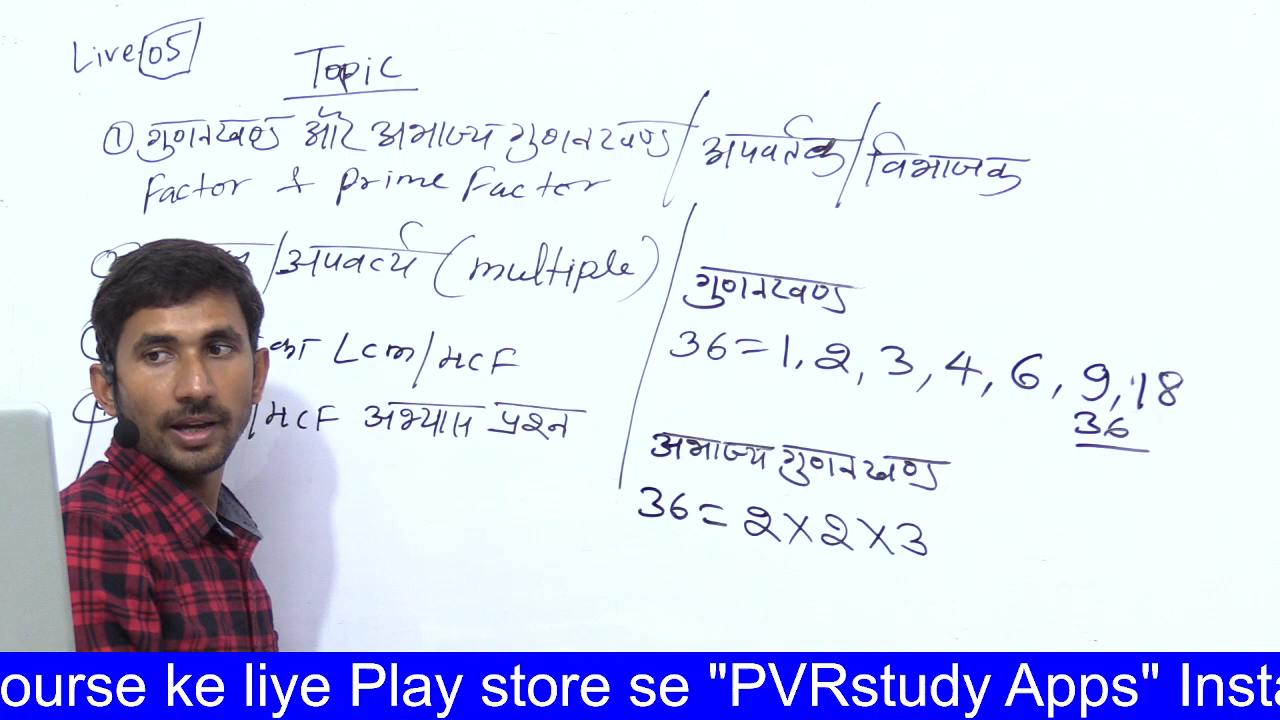 Live 05
Topic
① गुणनखण्ड और अभाज्य गुणनखण्ड / अपवर्तक / विभाजक
Factor & Prime Factor
/ अपवर्त्य (multiple)
का LCM/HCF
/HCF अभ्यास प्रश्न
गुणनखण्ड
36 = 1, 2, 3, 4, 6, 9, 18
36
अभाज्य गुणनखण्ड
36 = 2×2×3
ourse ke liye Play store se "PVRstudy Apps" Insta